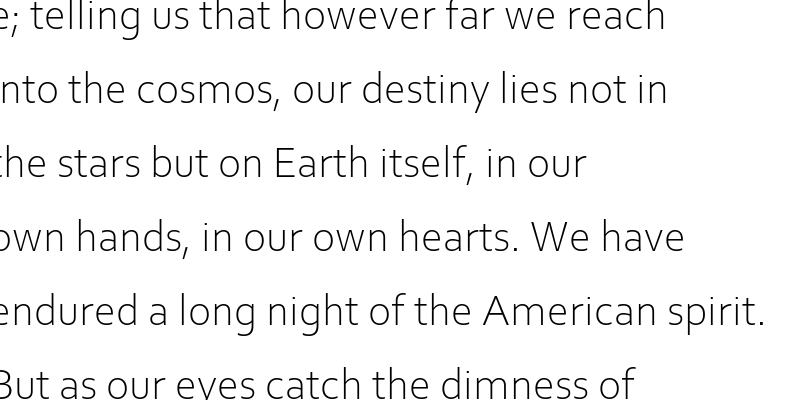 e; telling us that however far we reach
into the cosmos, our destiny lies not in
the stars but on Earth itself, in our
own hands, in our own hearts. We have
endured a long night of the American spirit.
But as our eyes catch the dimness of